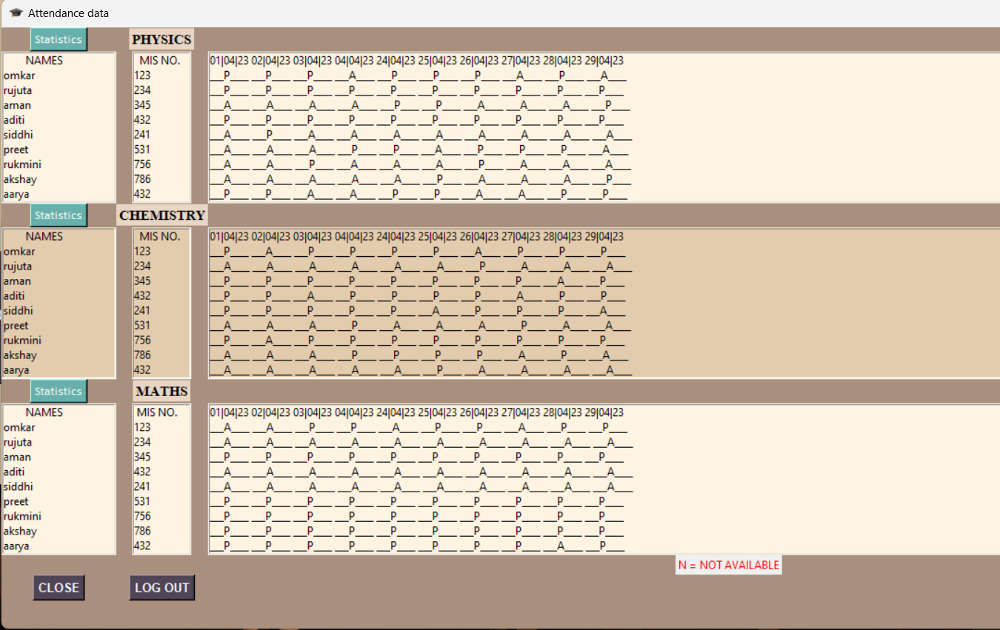 Attendance data
Statistics PHYSICS
NAMES MIS NO. 01|04|23 02|04|23 03|04|23 04|04|23 24|04|23 25|04|23 26|04|23 27|04|23 28|04|23 29|04|23
omkar 123 __P___ __P___ __P___ __A___ __P___ __P___ __P___ __A___ __P___ __A___
rujuta 234 __P___ __P___ __P___ __P___ __P___ __P___ __P___ __P___ __P___ __P___
aman 345 __A___ __A___ __A___ __A___ __P___ __P___ __A___ __A___ __A___ __P___
aditi 432 __P___ __P___ __P___ __P___ __P___ __P___ __P___ __P___ __P___ __P___
siddhi 241 __A___ __P___ __A___ __A___ __A___ __A___ __A___ __A___ __A___ __A___
preet 531 __A___ __A___ __A___ __P___ __P___ __A___ __P___ __P___ __P___ __A___
rukmini 756 __A___ __A___ __P___ __A___ __A___ __A___ __P___ __A___ __A___ __A___
akshay 786 __A___ __A___ __A___ __A___ __A___ __P___ __A___ __A___ __A___ __P___
aarya 432 __P___ __P___ __A___ __A___ __P___ __P___ __A___ __A___ __P___ __P___
Statistics CHEMISTRY
NAMES MIS NO. 01|04|23 02|04|23 03|04|23 04|04|23 24|04|23 25|04|23 26|04|23 27|04|23 28|04|23 29|04|23
omkar 123 __P___ __A___ __P___ __P___ __P___ __P___ __A___ __P___ __P___ __P___
rujuta 234 __A___ __A___ __A___ __A___ __A___ __A___ __P___ __A___ __A___ __A___
aman 345 __P___ __P___ __P___ __P___ __P___ __P___ __P___ __P___ __A___ __P___
aditi 432 __P___ __P___ __A___ __P___ __P___ __P___ __P___ __A___ __P___ __P___
siddhi 241 __P___ __P___ __P___ __P___ __P___ __A___ __P___ __P___ __P___ __A___
preet 531 __A___ __A___ __A___ __P___ __A___ __A___ __A___ __P___ __A___ __A___
rukmini 756 __P___ __A___ __P___ __P___ __P___ __P___ __P___ __P___ __P___ __P___
akshay 786 __A___ __A___ __A___ __P___ __P___ __P___ __P___ __A___ __P___ __A___
aarya 432 __A___ __A___ __A___ __A___ __A___ __P___ __A___ __A___ __A___ __A___
Statistics MATHS
NAMES MIS NO. 01|04|23 02|04|23 03|04|23 04|04|23 24|04|23 25|04|23 26|04|23 27|04|23 28|04|23 29|04|23
omkar 123 __A___ __A___ __P___ __P___ __A___ __P___ __P___ __A___ __P___ __P___
rujuta 234 __A___ __A___ __A___ __A___ __A___ __A___ __A___ __A___ __A___ __A___
aman 345 __P___ __P___ __P___ __P___ __P___ __P___ __P___ __P___ __P___ __P___
aditi 432 __A___ __A___ __A___ __A___ __A___ __A___ __A___ __A___ __A___ __A___
siddhi 241 __A___ __A___ __A___ __A___ __A___ __A___ __A___ __A___ __A___ __A___
preet 531 __P___ __P___ __P___ __P___ __P___ __P___ __P___ __P___ __P___ __P___
rukmini 756 __P___ __P___ __P___ __P___ __P___ __P___ __P___ __P___ __P___ __P___
akshay 786 __P___ __P___ __P___ __P___ __P___ __P___ __P___ __P___ __P___ __P___
aarya 432 __P___ __P___ __P___ __P___ __P___ __P___ __P___ __P___ __A___ __P___
N = NOT AVAILABLE
CLOSE LOG OUT